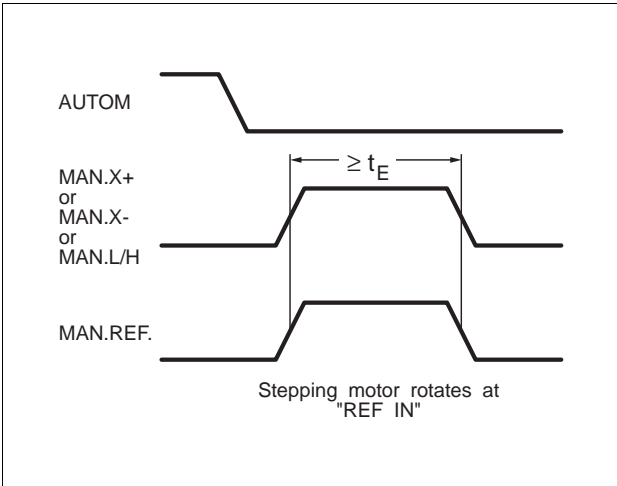 AUTOM
≥ tE
MAN.X+
or
MAN.X-
or
MAN.L/H
MAN.REF.
Stepping motor rotates at
"REF IN"